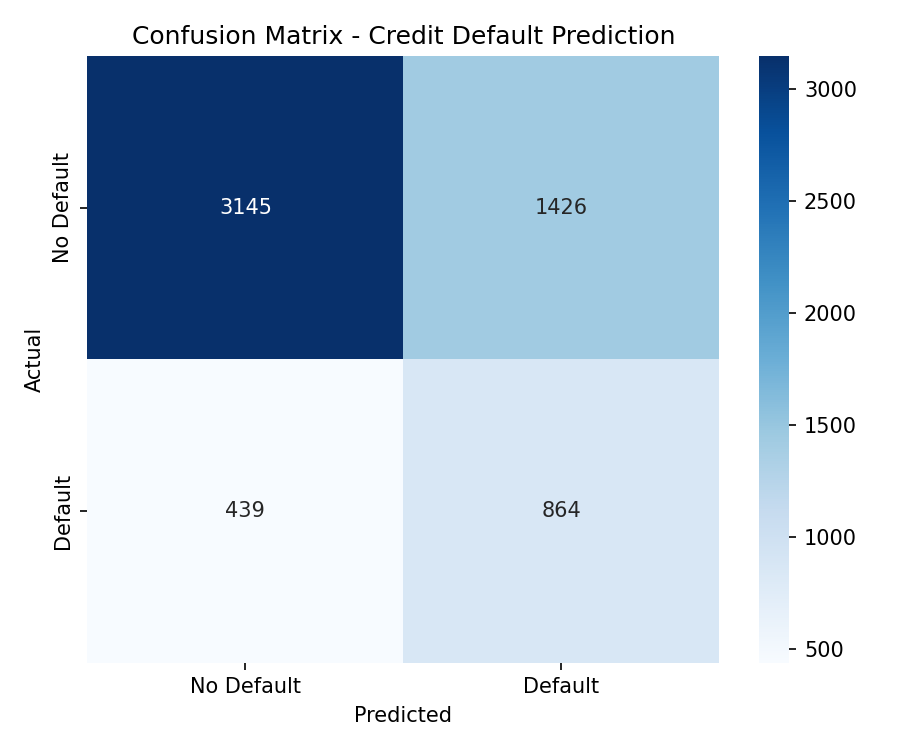 Confusion Matrix - Credit Default Prediction
No Default
3145
1426
Actual
Default
439
864
No Default
Default
Predicted
3000
2500
2000
1500
1000
500